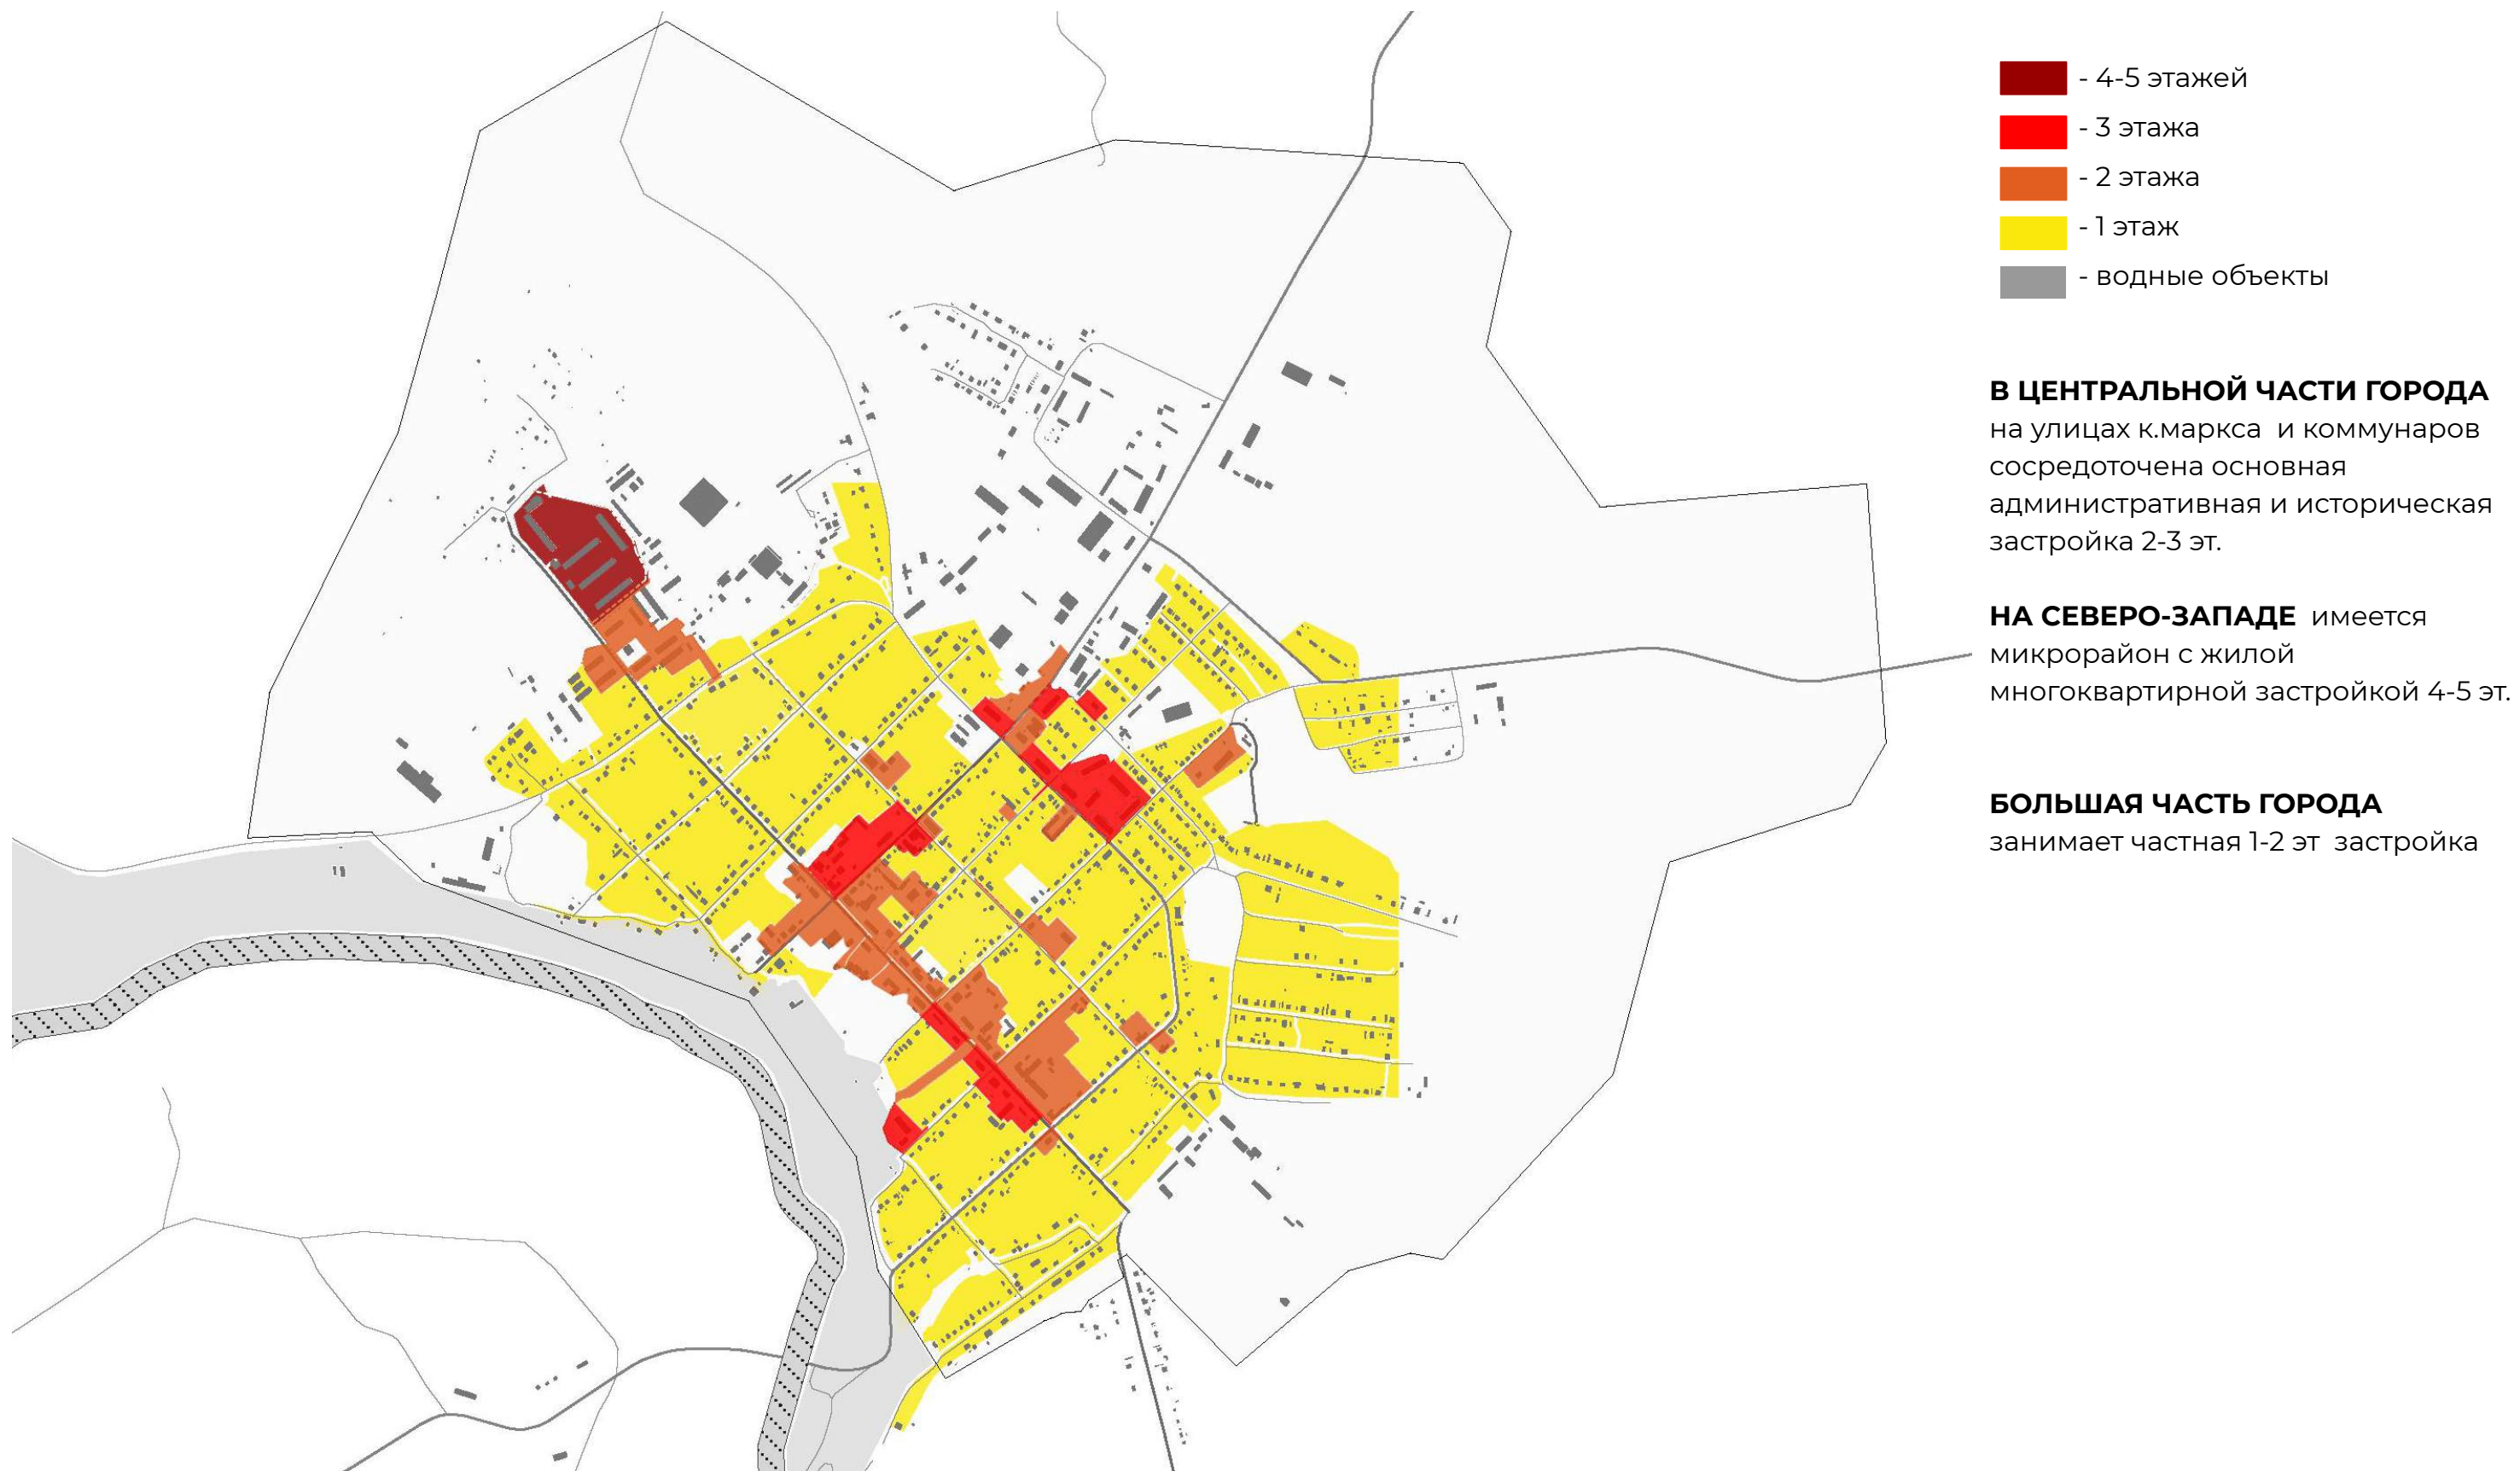 - 4-5 этажей
- 3 этажа
- 2 этажа
- 1 этаж
- водные объекты
В ЦЕНТРАЛЬНОЙ ЧАСТИ ГОРОДА
на улицах к.маркса и коммунаров
сосредоточена основная
административная и историческая
застройка 2-3 эт.
НА СЕВЕРО-ЗАПАДЕ имеется
микрорайон с жилой
многоквартирной застройкой 4-5 эт.
БОЛЬШАЯ ЧАСТЬ ГОРОДА
занимает частная 1-2 эт застройка